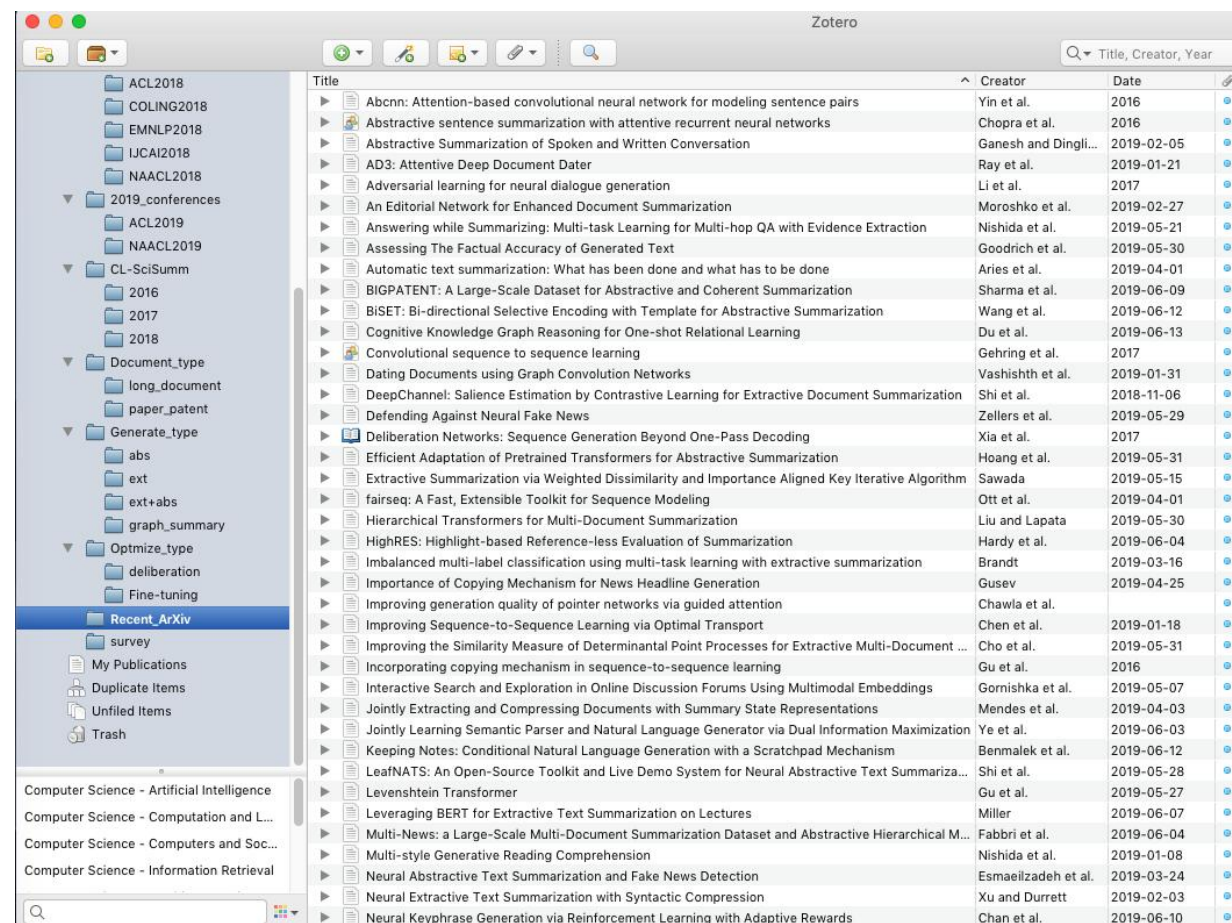 Zotero
Title, Creator, Year
ACL2018
COLING2018
EMNLP2018
IJCAI2018
NAACL2018
2019_conferences
ACL2019
NAACL2019
CL-SciSumm
2016
2017
2018
Document_type
long_document
paper_patent
Generate_type
abs
ext
ext+abs
graph_summary
Optmize_type
deliberation
Fine-tuning
Recent_ArXiv
survey
My Publications
Duplicate Items
Unfiled Items
Trash
Computer Science - Artificial Intelligence
Computer Science - Computation and L...
Computer Science - Computers and Soc...
Computer Science - Information Retrieval
Title Creator Date
Abcnn: Attention-based convolutional neural network for modeling sentence pairs Yin et al. 2016
Abstractive sentence summarization with attentive recurrent neural networks Chopra et al. 2016
Abstractive Summarization of Spoken and Written Conversation Ganesh and Dingli... 2019-02-05
AD3: Attentive Deep Document Dater Ray et al. 2019-01-21
Adversarial learning for neural dialogue generation Li et al. 2017
An Editorial Network for Enhanced Document Summarization Moroshko et al. 2019-02-27
Answering while Summarizing: Multi-task Learning for Multi-hop QA with Evidence Extraction Nishida et al. 2019-05-21
Assessing The Factual Accuracy of Generated Text Goodrich et al. 2019-05-30
Automatic text summarization: What has been done and what has to be done Aries et al. 2019-04-01
BIGPATENT: A Large-Scale Dataset for Abstractive and Coherent Summarization Sharma et al. 2019-06-09
BiSET: Bi-directional Selective Encoding with Template for Abstractive Summarization Wang et al. 2019-06-12
Cognitive Knowledge Graph Reasoning for One-shot Relational Learning Du et al. 2019-06-13
Convolutional sequence to sequence learning Gehring et al. 2017
Dating Documents using Graph Convolution Networks Vashishth et al. 2019-01-31
DeepChannel: Salience Estimation by Contrastive Learning for Extractive Document Summarization Shi et al. 2018-11-06
Defending Against Neural Fake News Zellers et al. 2019-05-29
Deliberation Networks: Sequence Generation Beyond One-Pass Decoding Xia et al. 2017
Efficient Adaptation of Pretrained Transformers for Abstractive Summarization Hoang et al. 2019-05-31
Extractive Summarization via Weighted Dissimilarity and Importance Aligned Key Iterative Algorithm Sawada 2019-05-15
fairseq: A Fast, Extensible Toolkit for Sequence Modeling Ott et al. 2019-04-01
Hierarchical Transformers for Multi-Document Summarization Liu and Lapata 2019-05-30
HighRES: Highlight-based Reference-less Evaluation of Summarization Hardy et al. 2019-06-04
Imbalanced multi-label classification using multi-task learning with extractive summarization Brandt 2019-03-16
Importance of Copying Mechanism for News Headline Generation Gusev 2019-04-25
Improving generation quality of pointer networks via guided attention Chawla et al.
Improving Sequence-to-Sequence Learning via Optimal Transport Chen et al. 2019-01-18
Improving the Similarity Measure of Determinantal Point Processes for Extractive Multi-Document ... Cho et al. 2019-05-31
Incorporating copying mechanism in sequence-to-sequence learning Gu et al. 2016
Interactive Search and Exploration in Online Discussion Forums Using Multimodal Embeddings Gornishka et al. 2019-05-07
Jointly Extracting and Compressing Documents with Summary State Representations Mendes et al. 2019-04-03
Jointly Learning Semantic Parser and Natural Language Generator via Dual Information Maximization Ye et al. 2019-06-03
Keeping Notes: Conditional Natural Language Generation with a Scratchpad Mechanism Benmalek et al. 2019-06-12
LeafNATS: An Open-Source Toolkit and Live Demo System for Neural Abstractive Text Summariza... Shi et al. 2019-05-28
Levenshtein Transformer Gu et al. 2019-05-27
Leveraging BERT for Extractive Text Summarization on Lectures Miller 2019-06-07
Multi-News: a Large-Scale Multi-Document Summarization Dataset and Abstractive Hierarchical M... Fabbri et al. 2019-06-04
Multi-style Generative Reading Comprehension Nishida et al. 2019-01-08
Neural Abstractive Text Summarization and Fake News Detection Esmaeilzadeh et al. 2019-03-24
Neural Extractive Text Summarization with Syntactic Compression Xu and Durrett 2019-02-03
Neural Keyphrase Generation via Reinforcement Learning with Adaptive Rewards Chan et al. 2019-06-10